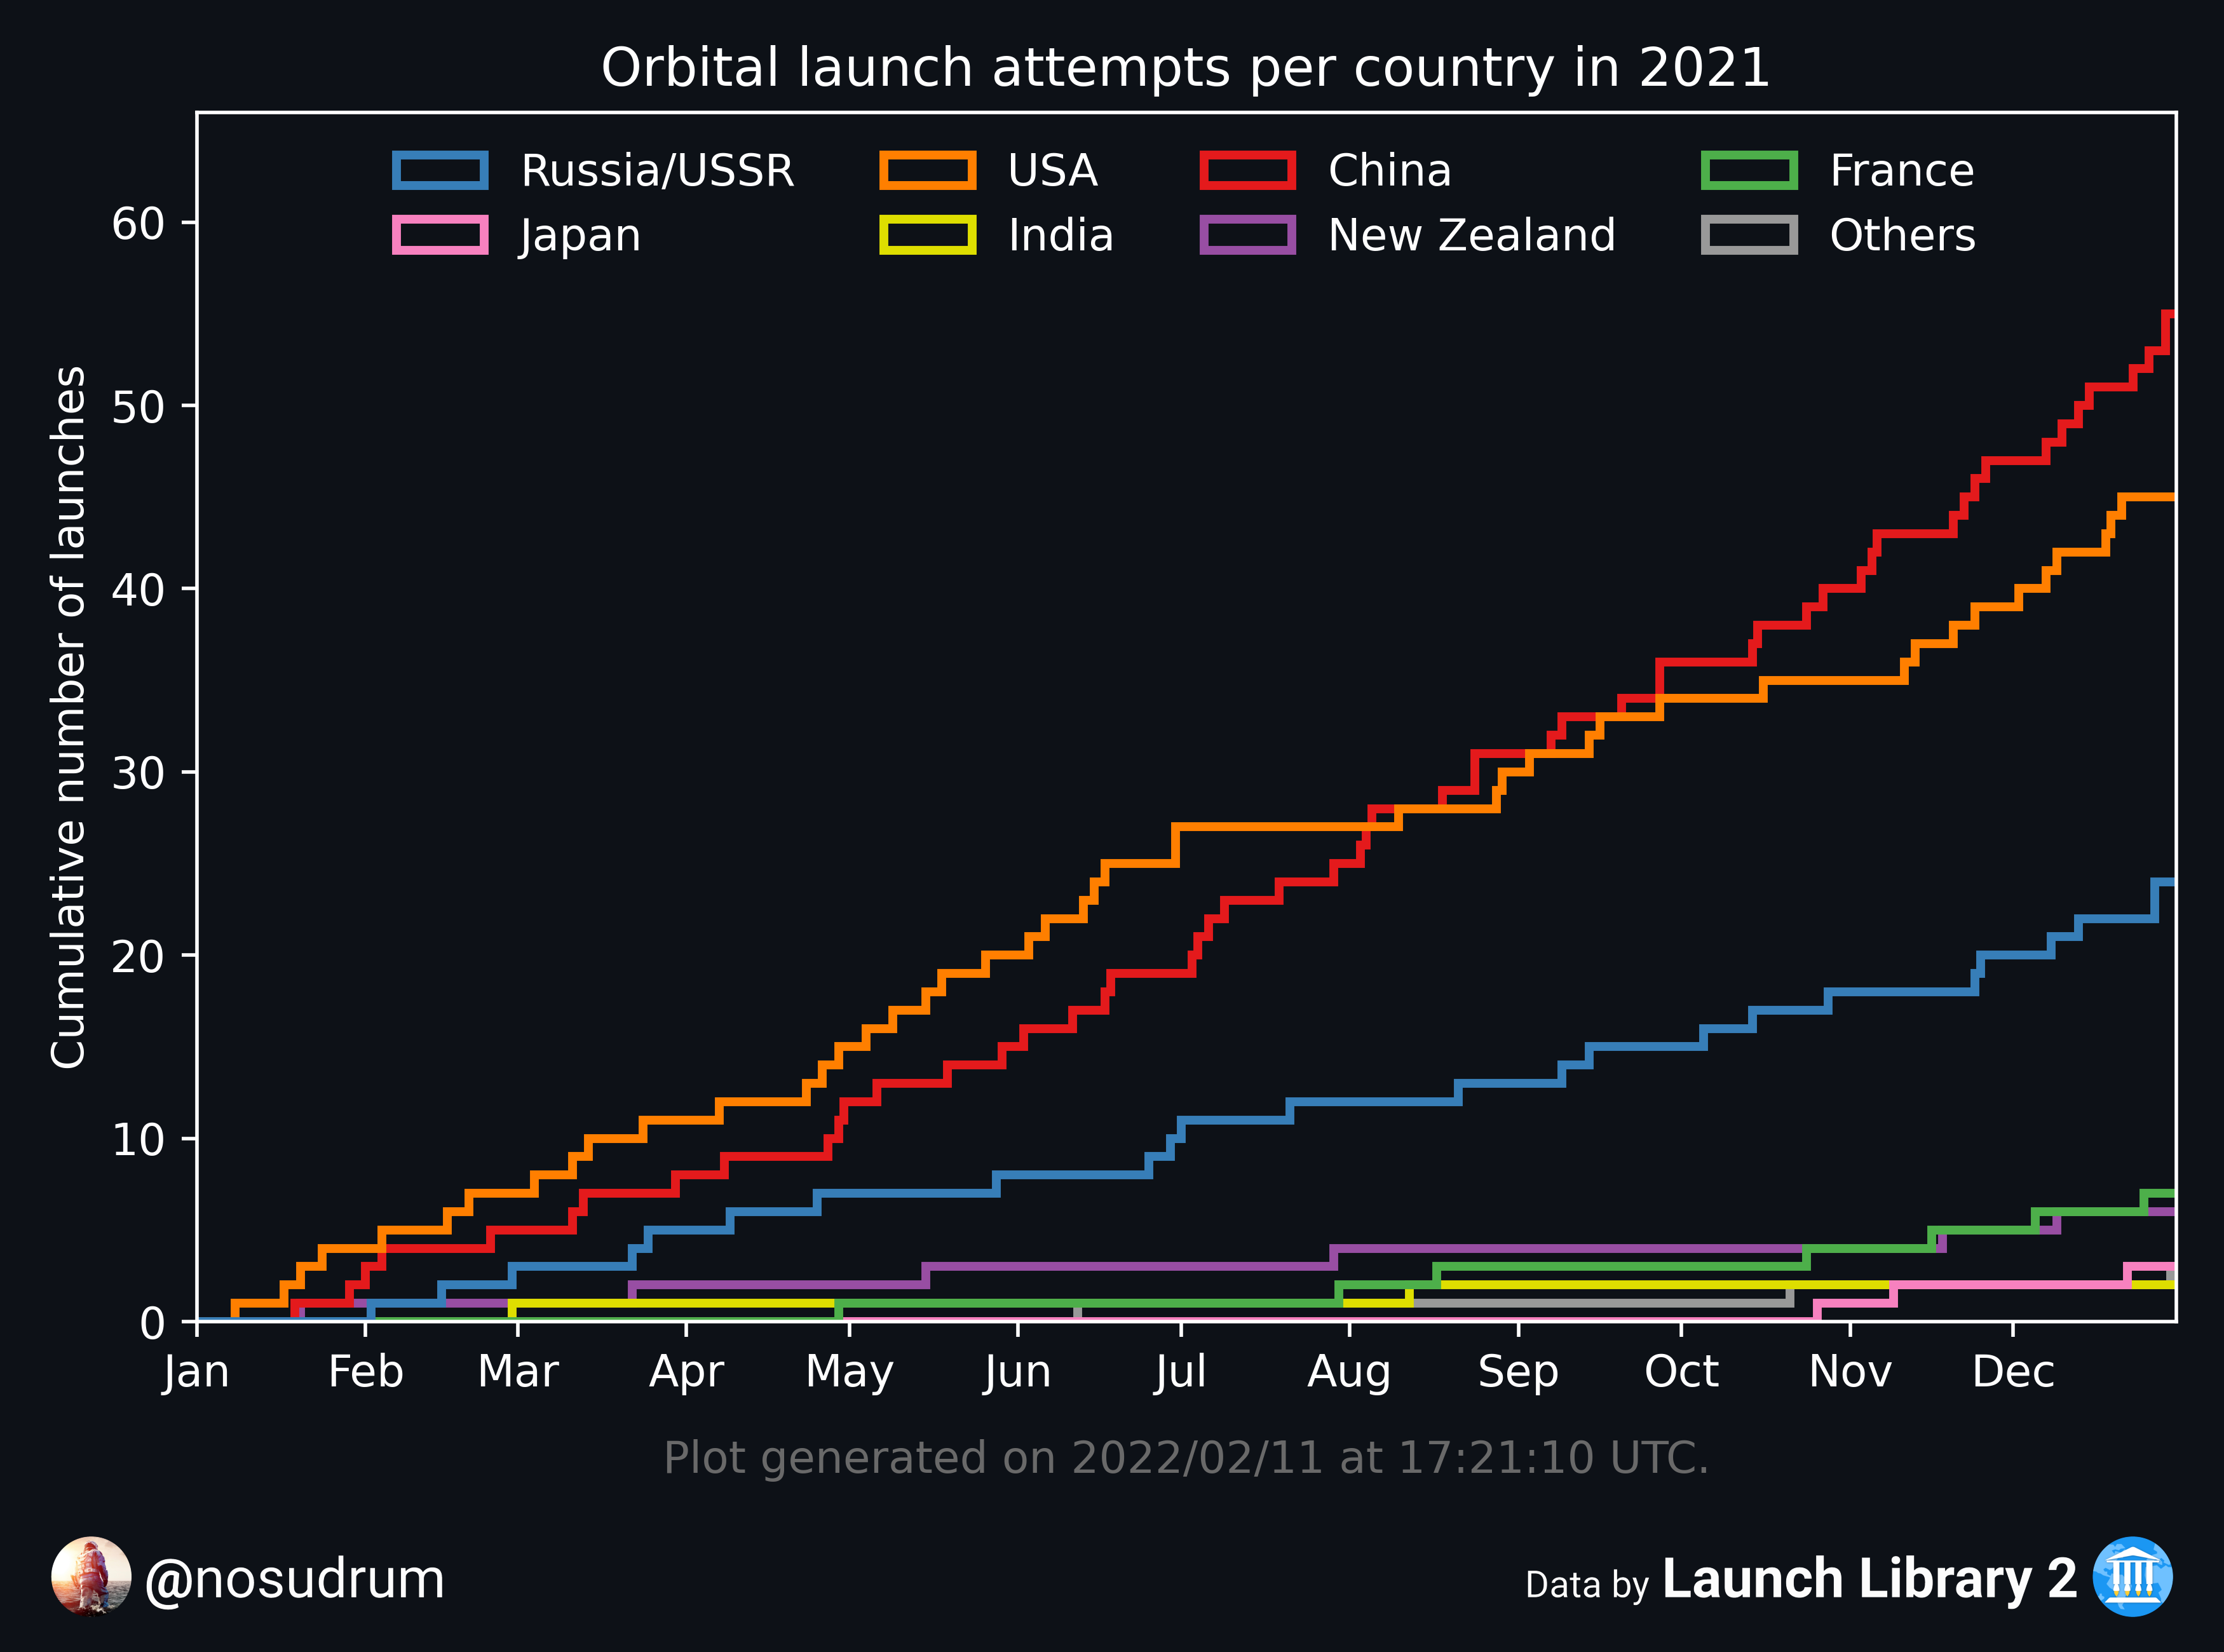 Orbital launch attempts per country in 2021
Russia/USSR USA China France
Japan India New Zealand Others
Cumulative number of launches
60
50
40
30
20
10
0
Jan Feb Mar Apr May Jun Jul Aug Sep Oct Nov Dec
Plot generated on 2022/02/11 at 17:21:10 UTC.
@nosudrum
Data by Launch Library 2